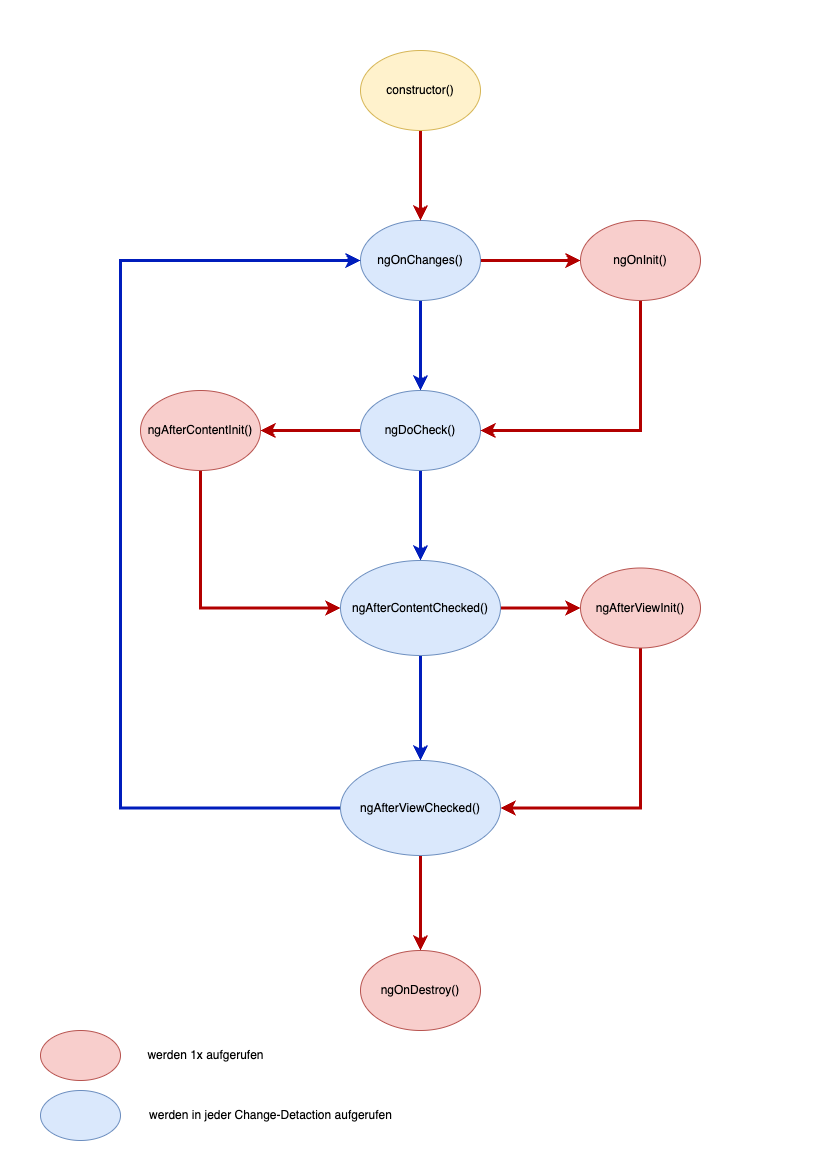 constructor()
ngOnChanges()
ngOnInit()
ngAfterContentInit()
ngDoCheck()
ngAfterContentChecked()
ngAfterViewInit()
ngAfterViewChecked()
ngOnDestroy()
werden 1x aufgerufen
werden in jeder Change-Detaction aufgerufen